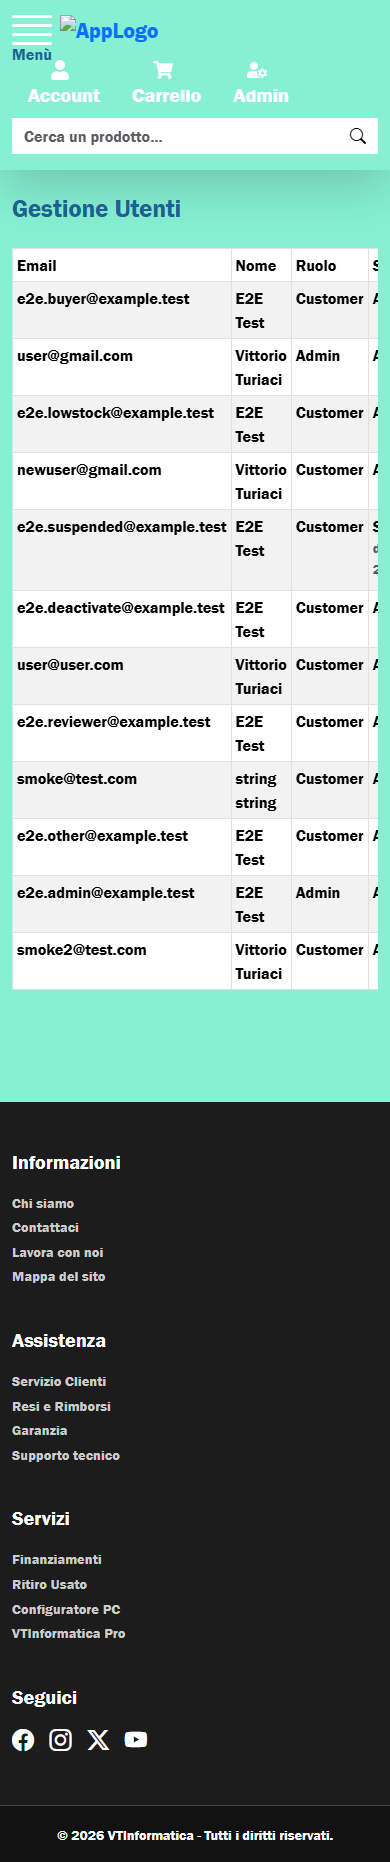 AppLogo
Menù
Account Carrello Admin
Cerca un prodotto...
Gestione Utenti
Email Nome Ruolo
e2e.buyer@example.test E2E Test Customer
user@gmail.com Vittorio Turiaci Admin
e2e.lowstock@example.test E2E Test Customer
newuser@gmail.com Vittorio Turiaci Customer
e2e.suspended@example.test E2E Test Customer
e2e.deactivate@example.test E2E Test Customer
user@user.com Vittorio Turiaci Customer
e2e.reviewer@example.test E2E Test Customer
smoke@test.com string string Customer
e2e.other@example.test E2E Test Customer
e2e.admin@example.test E2E Test Admin
smoke2@test.com Vittorio Turiaci Customer
Informazioni
Chi siamo
Contattaci
Lavora con noi
Mappa del sito
Assistenza
Servizio Clienti
Resi e Rimborsi
Garanzia
Supporto tecnico
Servizi
Finanziamenti
Ritiro Usato
Configuratore PC
VTInformatica Pro
Seguici
© 2026 VTInformatica - Tutti i diritti riservati.